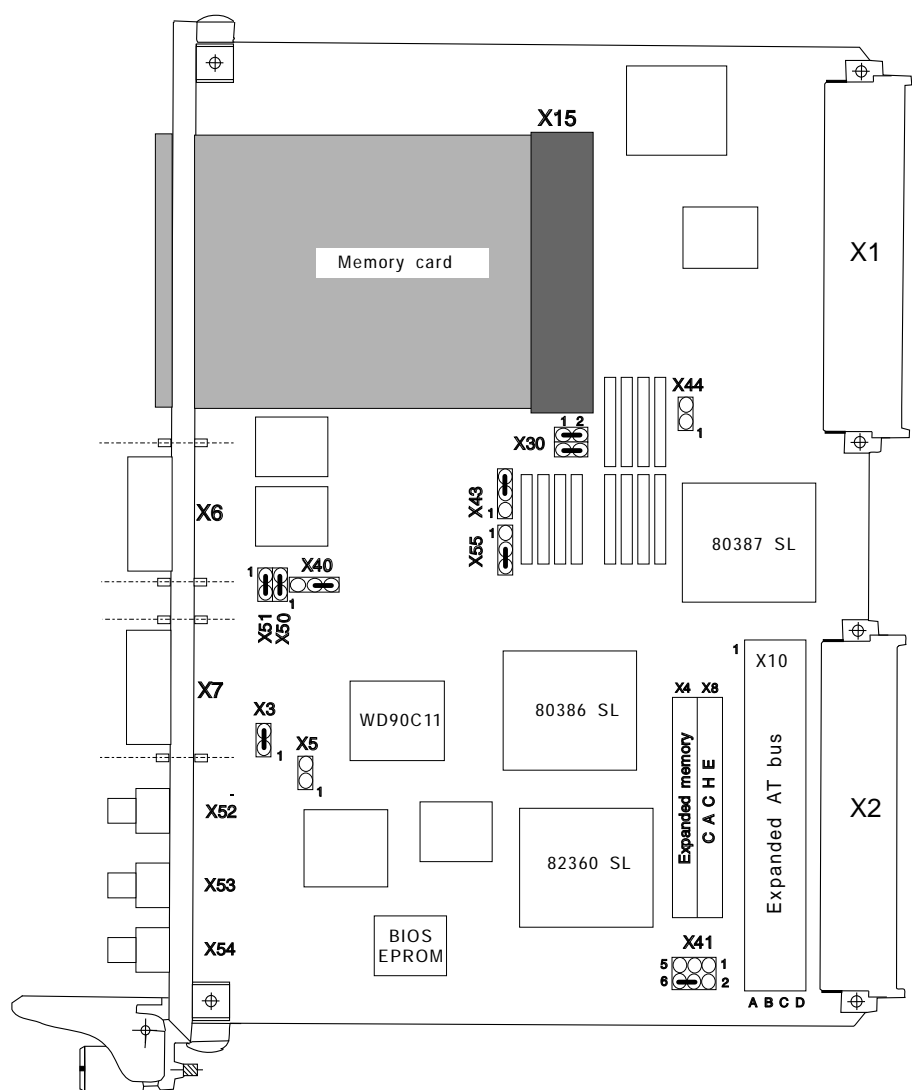 X15
Memory card
X1
X44
1
1 2
X30
X43
1
X6
80387 SL
X55
1
X40
1
1
X51
X50
1
X10
X4
X8
80386 SL
X7
WD90C11
X3
1
X5
1
Expanded memory
CACHE
Expanded AT bus
X52
X2
82360 SL
X53
BIOS
EPROM
X54
X41
5 1
6 2
A B C D